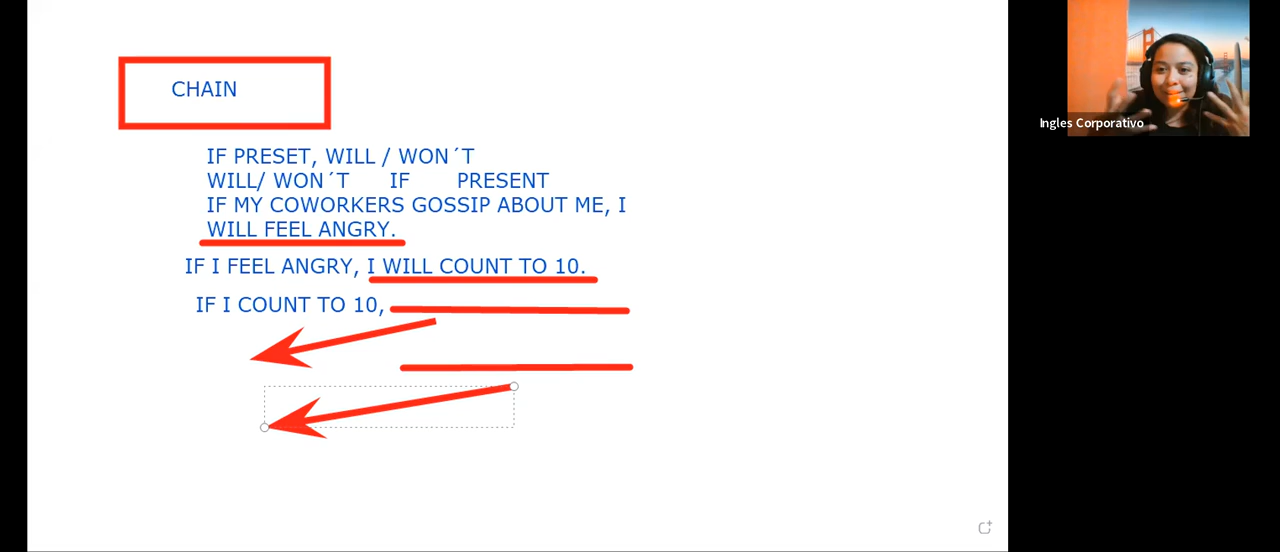 CHAIN
IF PRESET, WILL / WON´T
WILL/ WON´T IF PRESENT
IF MY COWORKERS GOSSIP ABOUT ME, I
WILL FEEL ANGRY.
IF I FEEL ANGRY, I WILL COUNT TO 10.
IF I COUNT TO 10,
Ingles Corporativo